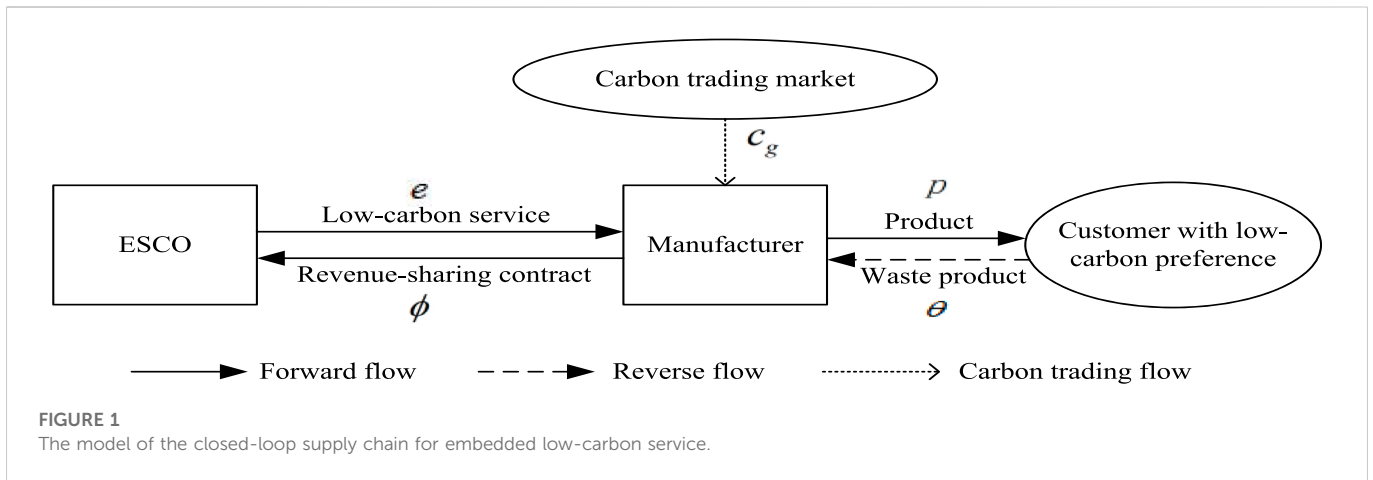 Carbon trading market
c_g
e
p
Low-carbon service
Product
ESCO
Manufacturer
Customer with low-
carbon preference
Revenue-sharing contract
Waste product
ϕ
θ
Forward flow
Reverse flow
Carbon trading flow
FIGURE 1
The model of the closed-loop supply chain for embedded low-carbon service.